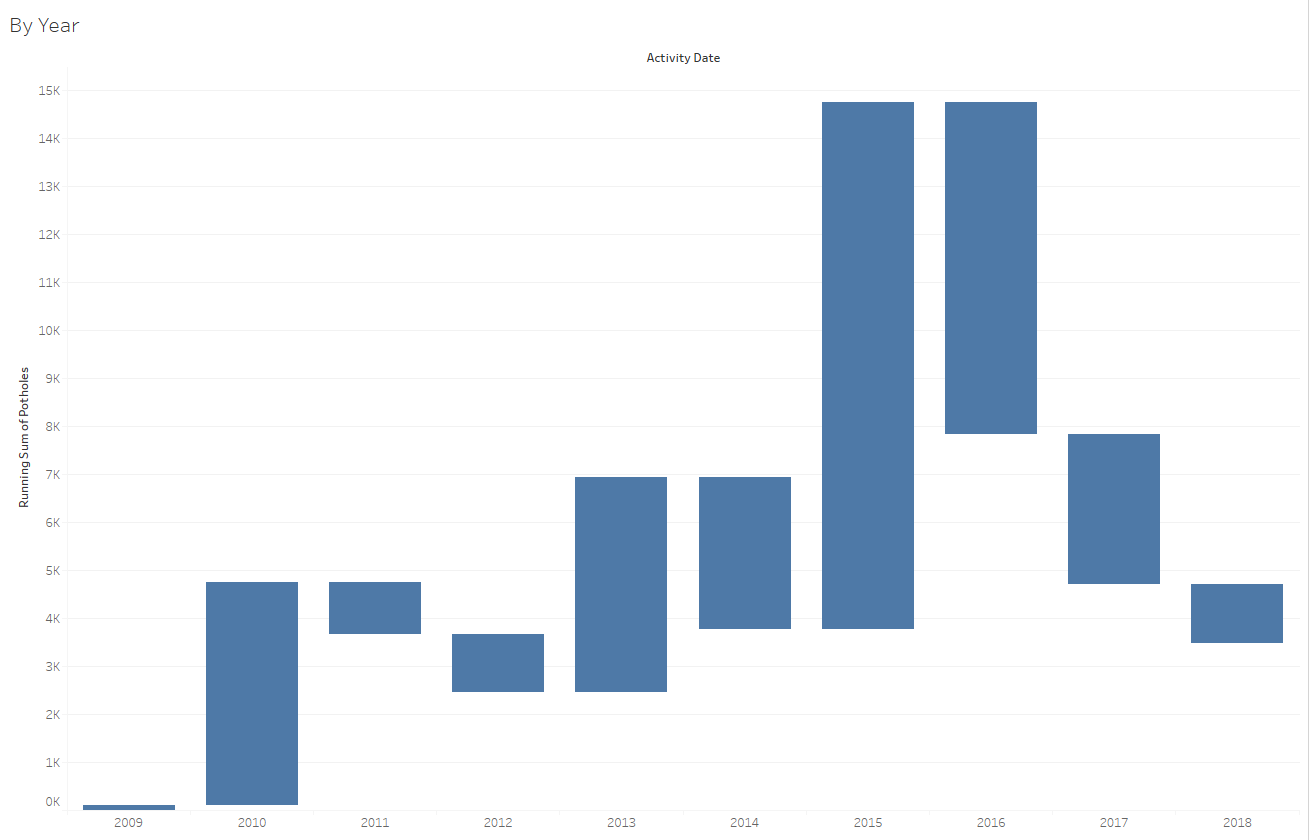 By Year
Activity Date
Running Sum of Potholes
15K
14K
13K
12K
11K
10K
9K
8K
7K
6K
5K
4K
3K
2K
1K
0K
2009 2010 2011 2012 2013 2014 2015 2016 2017 2018